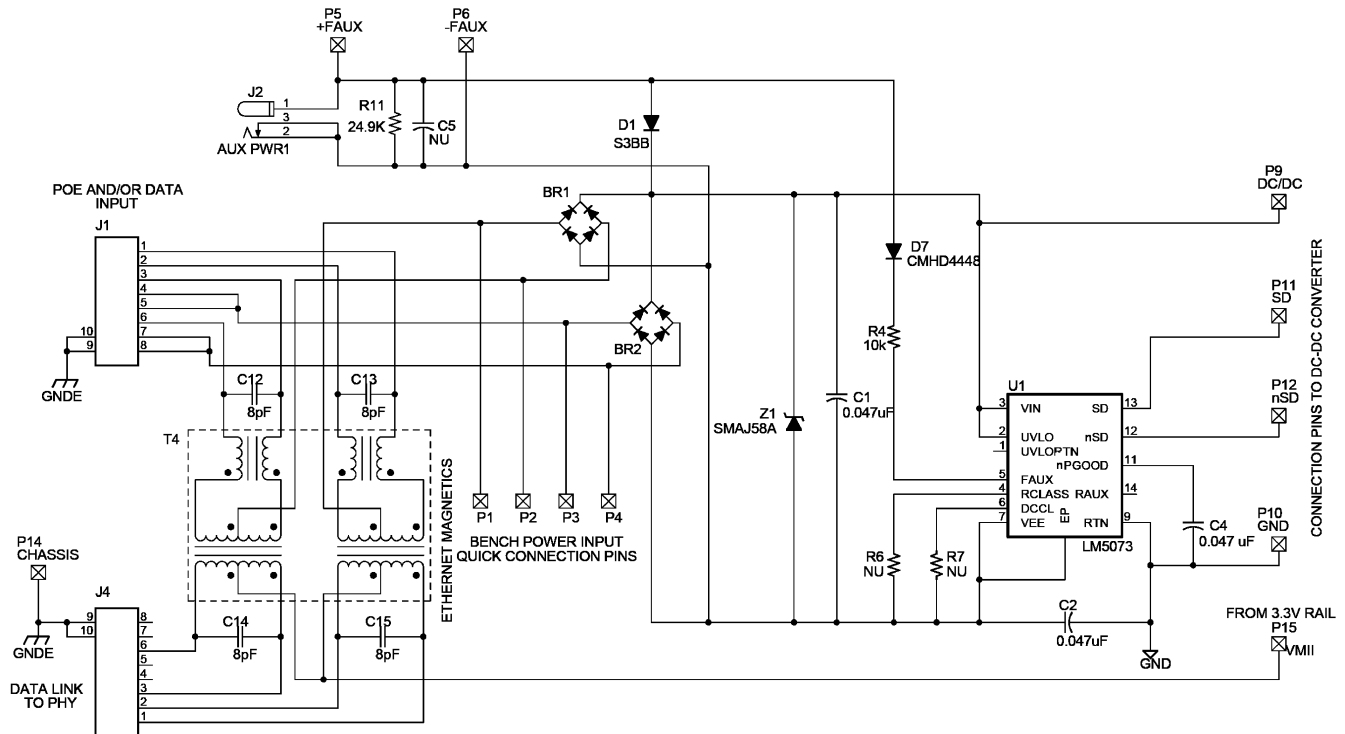 P5
+FAUX
P6
-FAUX
J2
1
3
2
AUX PWR1
R11
24.9K
C5
NU
D1
S3BB
P9
DC/DC
POE AND/OR DATA
INPUT
J1
1
2
3
4
5
6
7
8
10
9
GNDE
BR1
BR2
D7
CMHD4448
R4
10k
P11
SD
P12
nSD
CONNECTION PINS TO DC-DC CONVERTER
C12
8pF
C13
8pF
Z1
SMAJ58A
C1
0.047uF
U1
3 VIN
2 UVLO
1 UVLORTN
5 FAUX
4 RCLASS
6 DCCL
7 VEE
EP
SD 13
nSD 12
nPGOOD 11
RAUX 14
RTN 9
LM5073
T4
ETHERNET MAGNETICS
P1
P2
P3
P4
BENCH POWER INPUT
QUICK CONNECTION PINS
R6
NU
R7
NU
C4
0.047 uF
P10
GND
P14
CHASSIS
J4
9
10
8
7
6
5
4
3
2
1
GNDE
DATA LINK
TO PHY
C14
8pF
C15
8pF
C2
0.047uF
GND
FROM 3.3V RAIL
P15
VMII